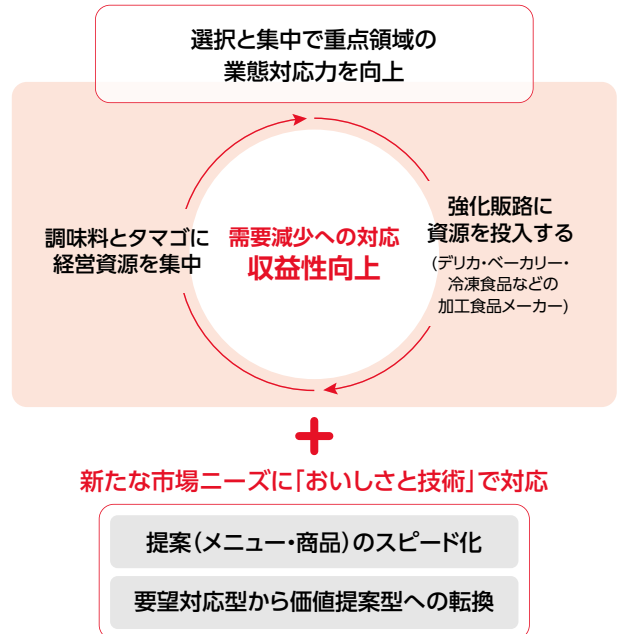 選択と集中で重点領域の
業態対応力を向上
調味料とタマゴに
経営資源を集中
需要減少への対応
収益性向上
強化販路に
資源を投入する
(デリカ・ベーカリー・
冷凍食品などの
加工食品メーカー)
+
新たな市場ニーズに「おいしさと技術」で対応
提案(メニュー・商品)のスピード化
要望対応型から価値提案型への転換